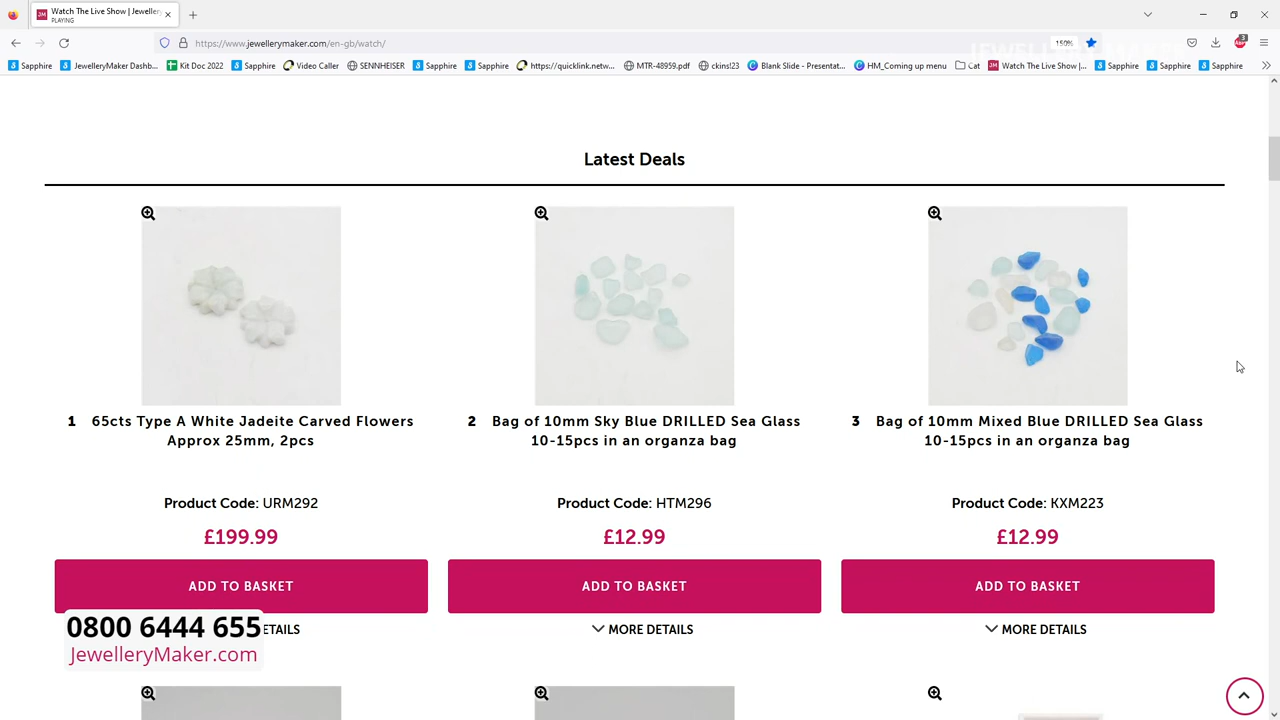 Watch The Live Show | Jewellery
PLAYING
https://www.jewellerymaker.com/en-gb/watch/
150%
JEWELLERYMAKER
Sapphire
JewelleryMaker Dashb...
Kit Doc 2022
Sapphire
Video Caller
SENNHEISER
Sapphire
Sapphire
https://quicklink.netw...
MTR-48959.pdf
ckins!23
Blank Slide - Presentat...
HM_Coming up menu
Cat
Watch The Live Show |...
Sapphire
Sapphire
Sapphire
Latest Deals
1 65cts Type A White Jadeite Carved Flowers
Approx 25mm, 2pcs
Product Code: URM292
£199.99
ADD TO BASKET
ETAILS
2 Bag of 10mm Sky Blue DRILLED Sea Glass
10-15pcs in an organza bag
Product Code: HTM296
£12.99
ADD TO BASKET
MORE DETAILS
3 Bag of 10mm Mixed Blue DRILLED Sea Glass
10-15pcs in an organza bag
Product Code: KXM223
£12.99
ADD TO BASKET
MORE DETAILS
0800 6444 655
JewelleryMaker.com